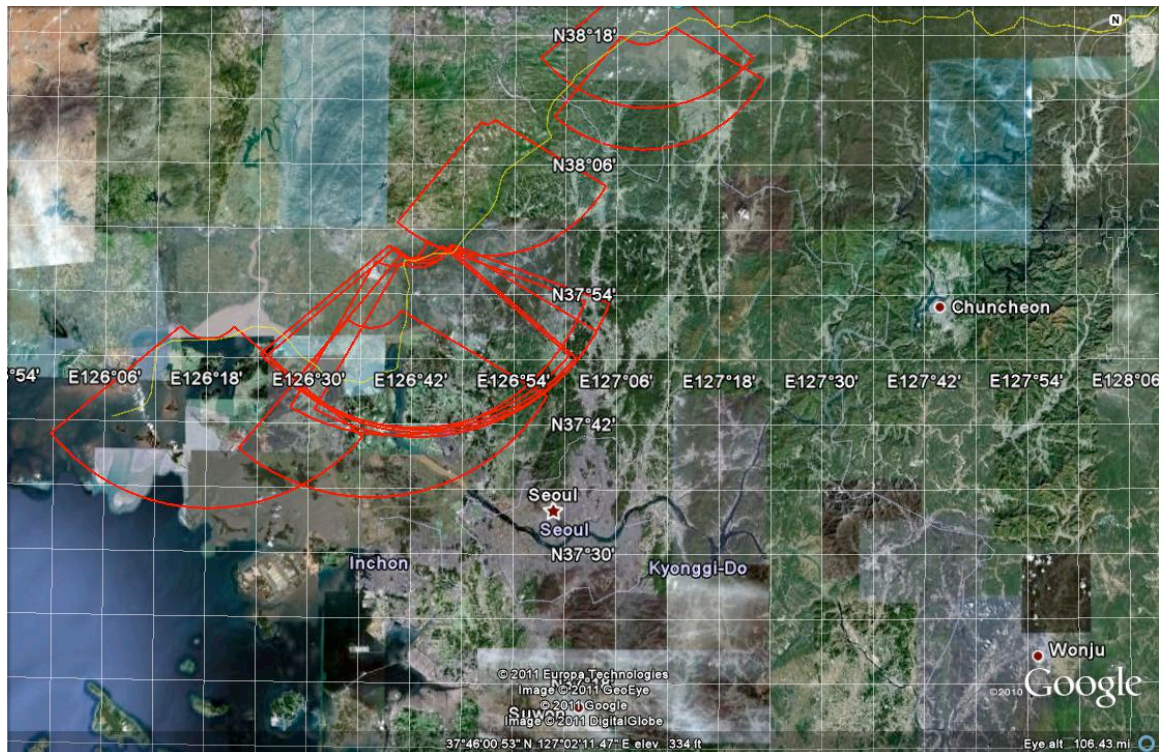 N
N38°18'
N38°06'
N37°54'
Chuncheon
°54'
E126°06'
E126°18'
E126°30'
E126°42'
E126°54'
E127°06'
E127°18'
E127°30'
E127°42'
E127°54'
E128°06
N37°42'
Seoul
Seoul
N37°30'
Inchon
Kyonggi-Do
Wonju
© 2011 Europa Technologies
Image © 2011 GeoEye
© 2011 Google
Image © 2011 DigitalGlobe
Suwon
©2010 Google
37°46'00.53" N 127°02'11.47" E elev 334 ft
Eye alt 106.43 mi